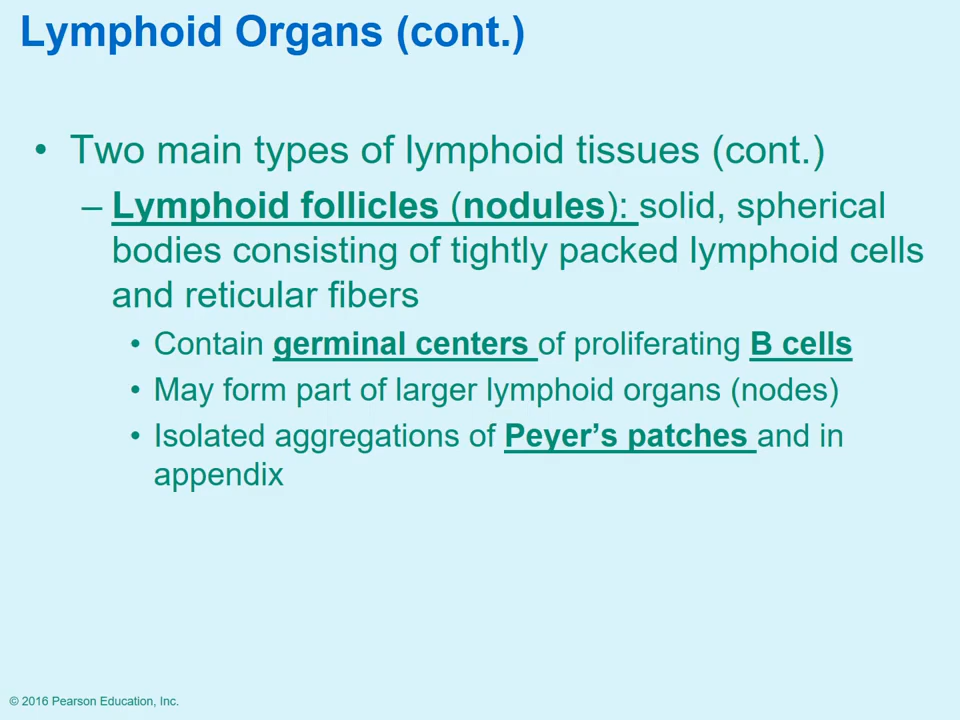 Lymphoid Organs (cont.)
• Two main types of lymphoid tissues (cont.)
– Lymphoid follicles (nodules): solid, spherical
bodies consisting of tightly packed lymphoid cells
and reticular fibers
• Contain germinal centers of proliferating B cells
• May form part of larger lymphoid organs (nodes)
• Isolated aggregations of Peyer’s patches and in
appendix
© 2016 Pearson Education, Inc.